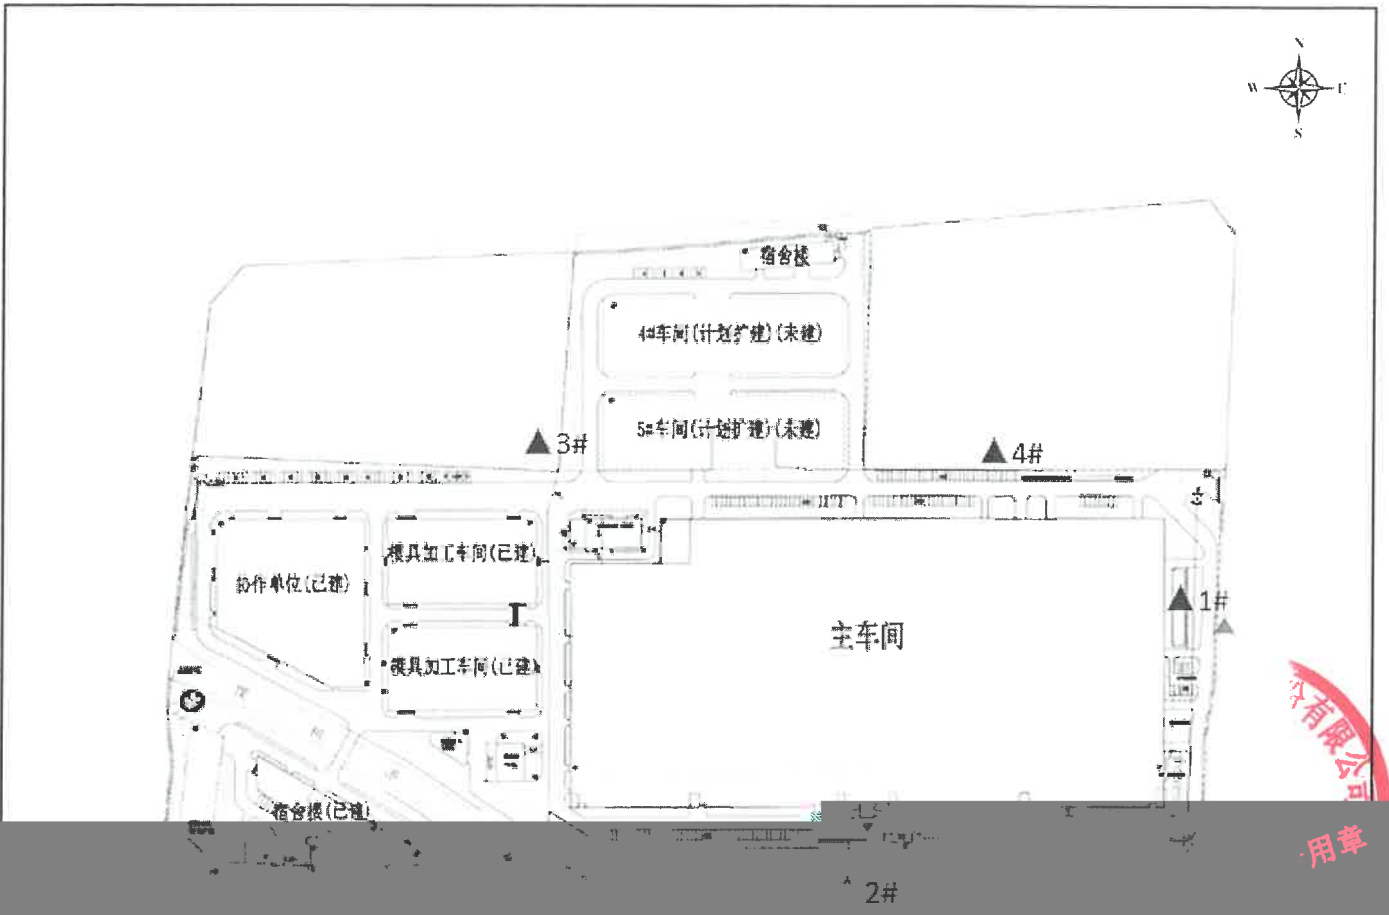 N
W E
S
宿舍楼
4#车间(计划扩建)(未建)
5#车间(计划扩建)(未建)
3#
4#
模具加工车间(已建)
协作单位(已建)
1#
主车间
模具加工车间(已建)
有限公司
宿舍楼(已建)
用章
2#